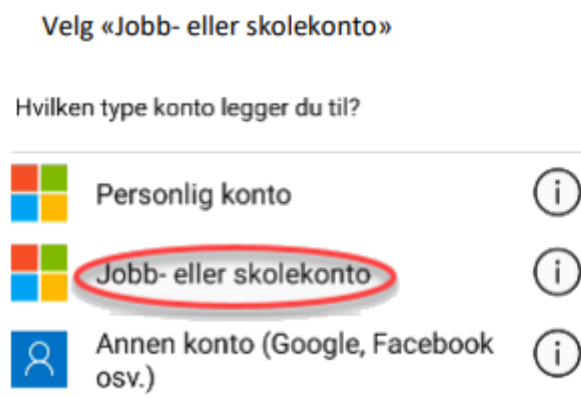 Velg «Jobb- eller skolekonto»
Hvilken type konto legger du til?
Personlig konto
Jobb- eller skolekonto
Annen konto (Google, Facebook
osv.)